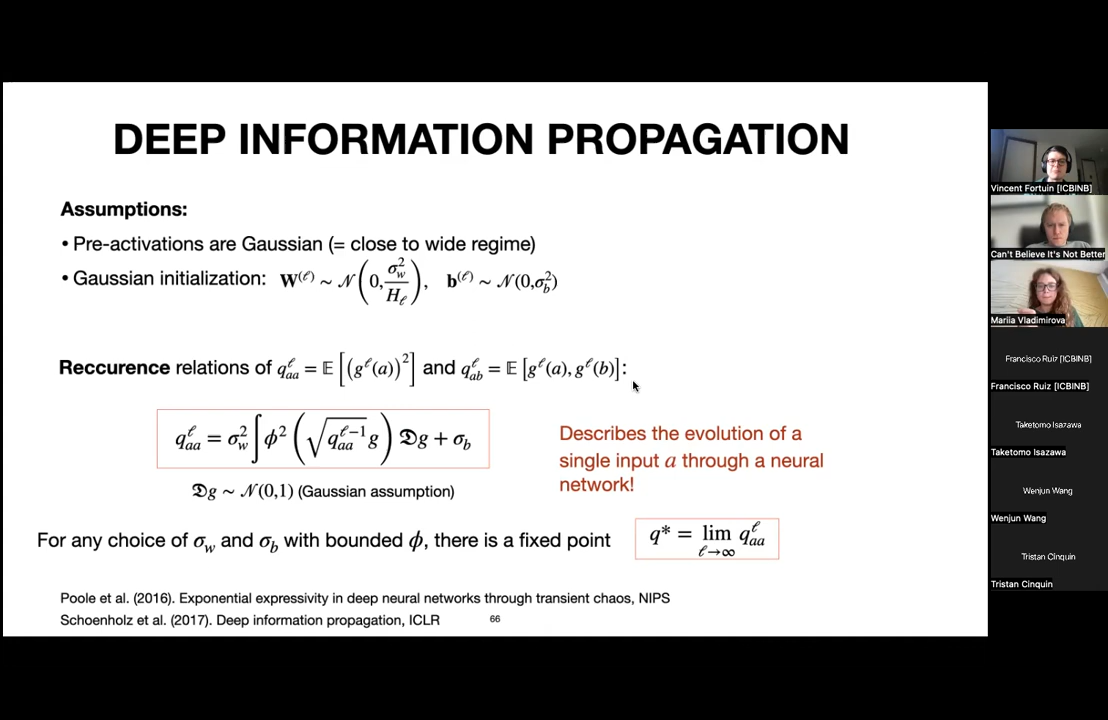 DEEP INFORMATION PROPAGATION
Assumptions:
• Pre-activations are Gaussian (= close to wide regime)
• Gaussian initialization: W^(ℓ) ~ 𝒩(0, σ_w^2 / H_ℓ), b^(ℓ) ~ 𝒩(0,σ_b^2)
Reccurence relations of q_aa^ℓ = 𝔼[(g^ℓ(a))^2] and q_ab^ℓ = 𝔼[g^ℓ(a), g^ℓ(b)]:
q_aa^ℓ = σ_w^2 ∫ ϕ^2 (√(q_aa^(ℓ−1)) g) 𝔇g + σ_b
Describes the evolution of a
single input a through a neural
network!
𝔇g ~ 𝒩(0,1) (Gaussian assumption)
For any choice of σ_w and σ_b with bounded ϕ, there is a fixed point
q* = lim_(ℓ→∞) q_aa^ℓ
Poole et al. (2016). Exponential expressivity in deep neural networks through transient chaos, NIPS
Schoenholz et al. (2017). Deep information propagation, ICLR
66
Vincent Fortuin [ICBINB]
Can't Believe It's Not Better
Mariia Vladimirova
Francisco Ruiz [ICBINB]
Francisco Ruiz [ICBINB]
Taketomo Isazawa
Taketomo Isazawa
Wenjun Wang
Wenjun Wang
Tristan Cinquin
Tristan Cinquin